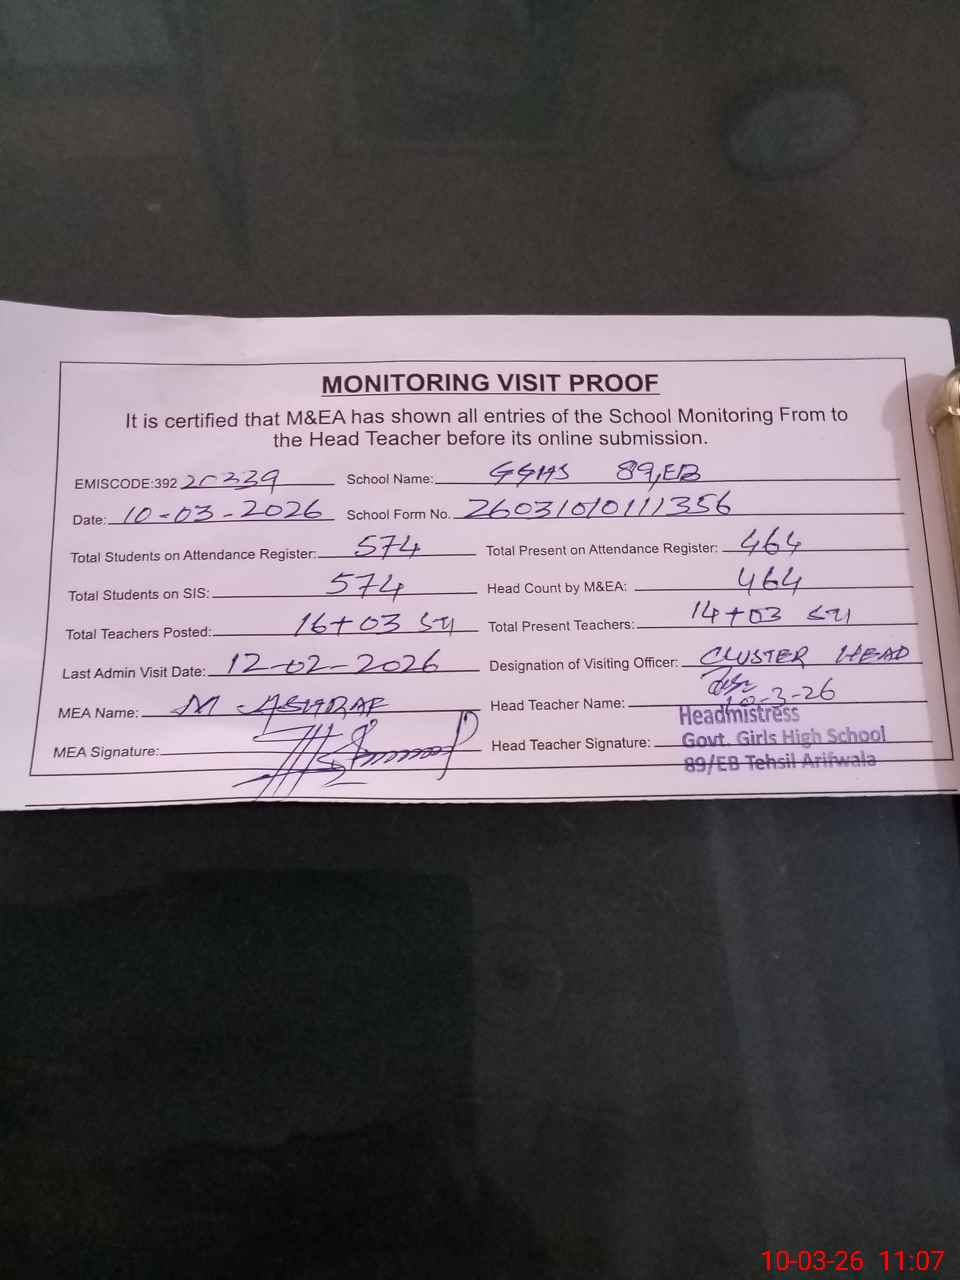 MONITORING VISIT PROOF
It is certified that M&EA has shown all entries of the School Monitoring From to
the Head Teacher before its online submission.
EMISCODE:392 20339 School Name: GGHS 89/EB
Date: 10-03-2026 School Form No. 26031010111356
Total Students on Attendance Register: 574 Total Present on Attendance Register: 464
Total Students on SIS: 574 Head Count by M&EA: 464
Total Teachers Posted: 16+03 STI Total Present Teachers: 14+03 STI
Last Admin Visit Date: 12-02-2026 Designation of Visiting Officer: CLUSTER HEAD
MEA Name: M ASHRAF Head Teacher Name: 10-3-26
MEA Signature: Head Teacher Signature:
Headmistress
Govt. Girls High School
89/EB Tehsil Arifwala
10-03-26 11:07